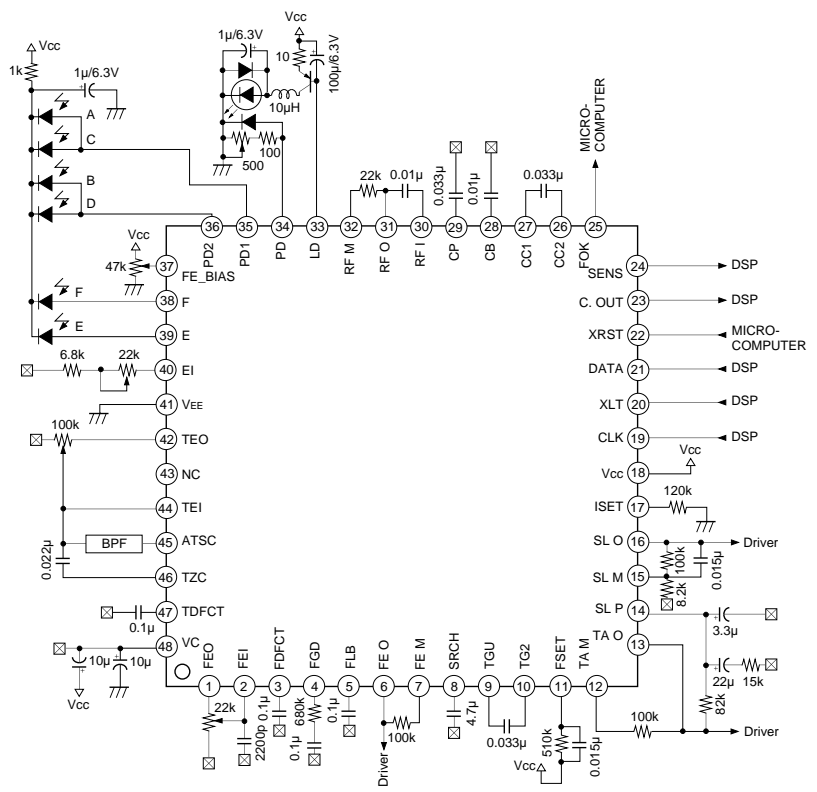 Vcc
1k
1μ/6.3V
A
C
B
D
F
E
1μ/6.3V
Vcc
10
100μ/6.3V
10μH
500
100
22k
0.01μ
0.033μ
0.01μ
0.033μ
MICRO-
COMPUTER
36
35
34
33
32
31
30
29
28
27
26
25
PD2
PD1
PD
LD
RF M
RF O
RF I
CP
CB
CC1
CC2
FOK
Vcc
47k
37
FE_BIAS
38
F
39
E
6.8k
22k
40
EI
41
VEE
100k
42
TEO
43
NC
44
TEI
BPF
45
ATSC
0.022μ
46
TZC
47
TDFCT
0.1μ
48
VC
10μ
10μ
Vcc
SENS
24
DSP
C. OUT
23
DSP
XRST
22
MICRO-
COMPUTER
DATA
21
DSP
XLT
20
DSP
CLK
19
DSP
Vcc
18
Vcc
ISET
17
120k
SL O
16
Driver
100k
0.015μ
SL M
15
8.2k
SL P
14
3.3μ
TA O
13
22μ
15k
82k
100k
Driver
FEO
FEI
FDFCT
FGD
FLB
FE O
FE M
SRCH
TGU
TG2
FSET
TA M
1
2
3
4
5
6
7
8
9
10
11
12
22k
2200p
0.1μ
680k
0.1μ
0.1μ
Driver
100k
4.7μ
0.033μ
510k
0.015μ
Vcc